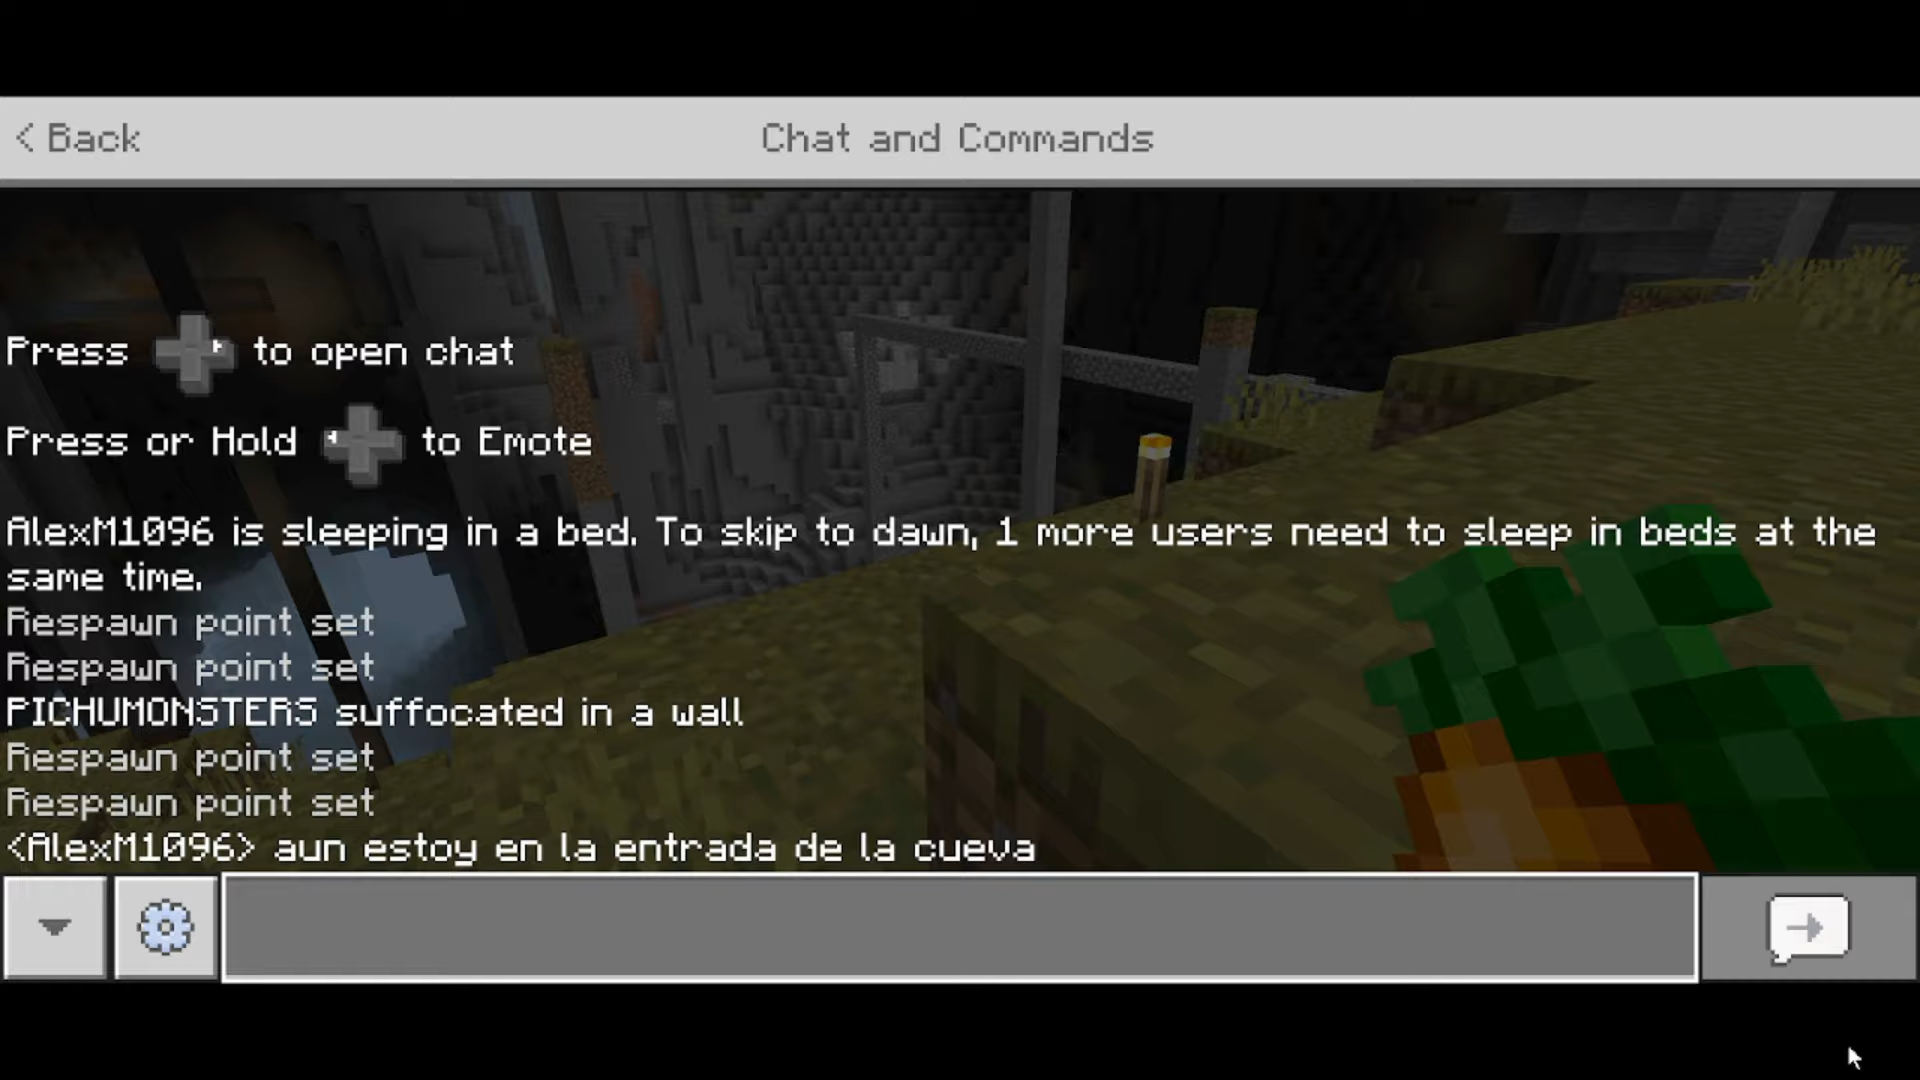 < Back
Chat and Commands
Press to open chat
Press or Hold to Emote
AlexM1096 is sleeping in a bed. To skip to dawn, 1 more users need to sleep in beds at the
same time.
Respawn point set
Respawn point set
PICHUMONSTERS suffocated in a wall
Respawn point set
Respawn point set
<AlexM1096> aun estoy en la entrada de la cueva